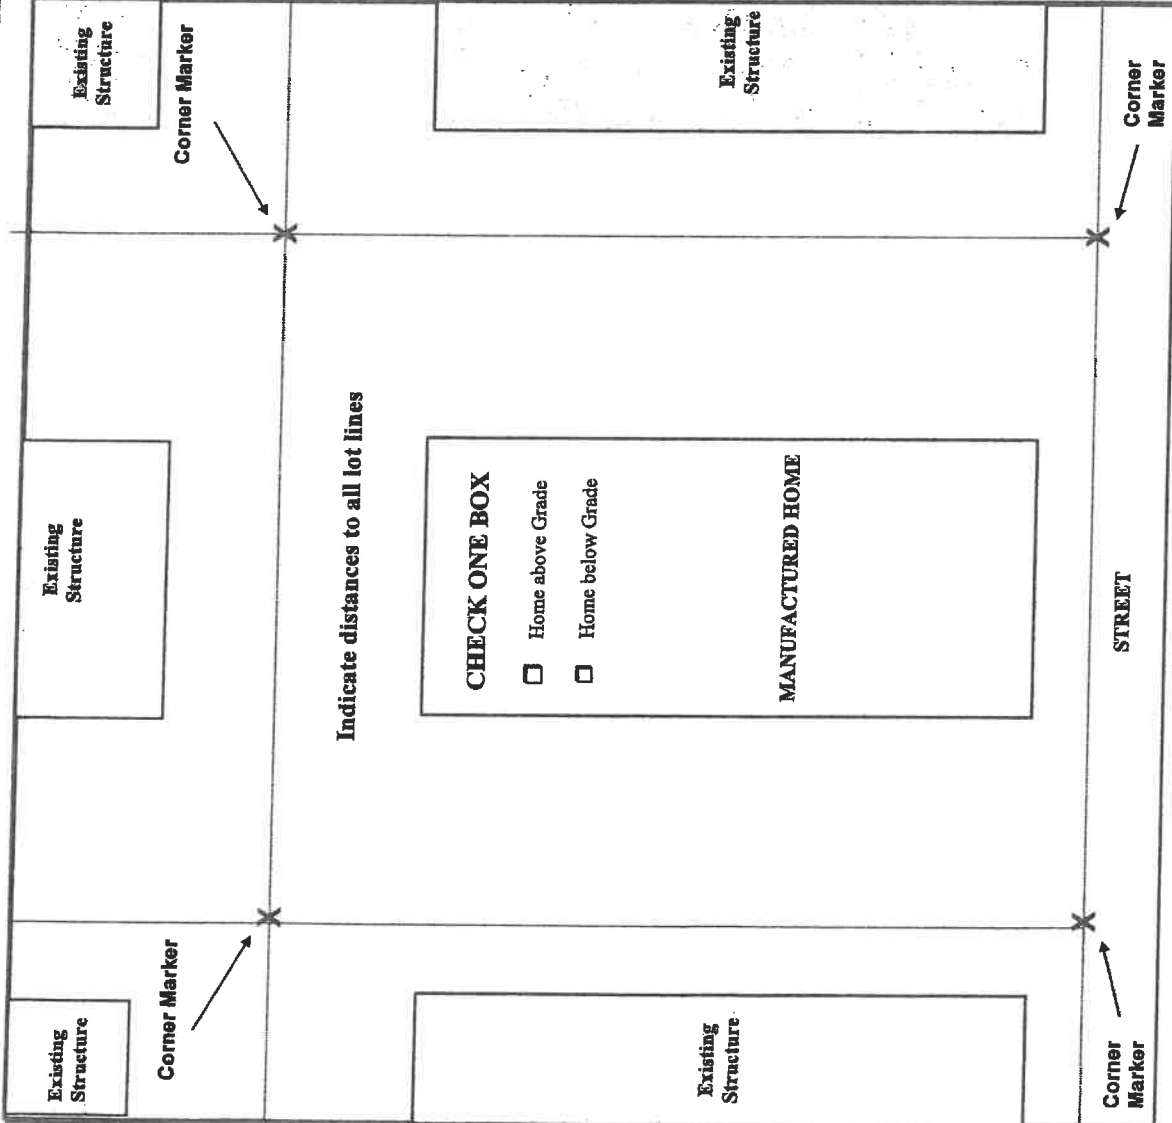 Existing
Structure
Existing
Structure
Existing
Structure
Corner Marker
Corner Marker
Indicate distances to all lot lines
CHECK ONE BOX
Home above Grade
Home below Grade
Existing
Structure
Existing
Structure
MANUFACTURED HOME
Corner
Marker
STREET
Corner
Marker